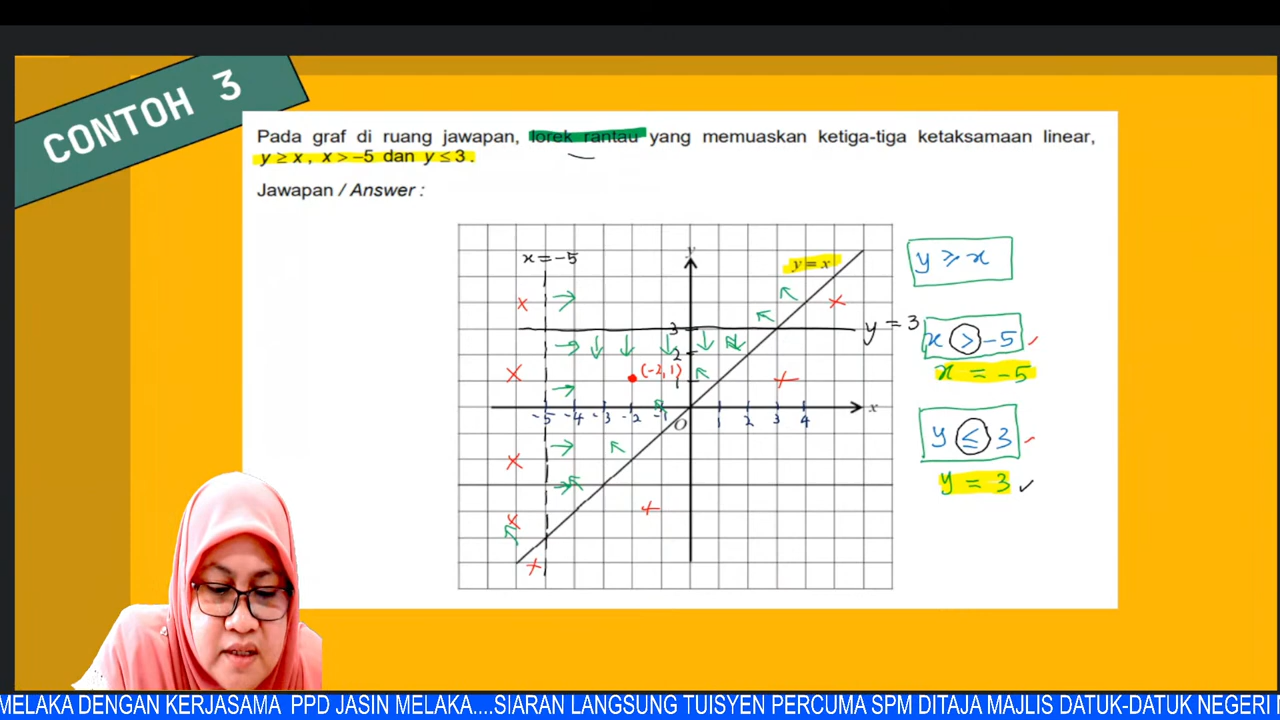 CONTOH 3
Pada graf di ruang jawapan, lorek rantau yang memuaskan ketiga-tiga ketaksamaan linear,
y ≥ x , x > –5 dan y ≤ 3 .
Jawapan / Answer :
x = -5
y
y = x
y ≥ x
3
y = 3
x > -5
2
(-2,1)
1
x = -5
-5 -4 -3 -2 -1 O 1 2 3 4 x
y ≤ 3
y = 3
MELAKA DENGAN KERJASAMA PPD JASIN MELAKA....SIARAN LANGSUNG TUISYEN PERCUMA SPM DITAJA MAJLIS DATUK-DATUK NEGERI